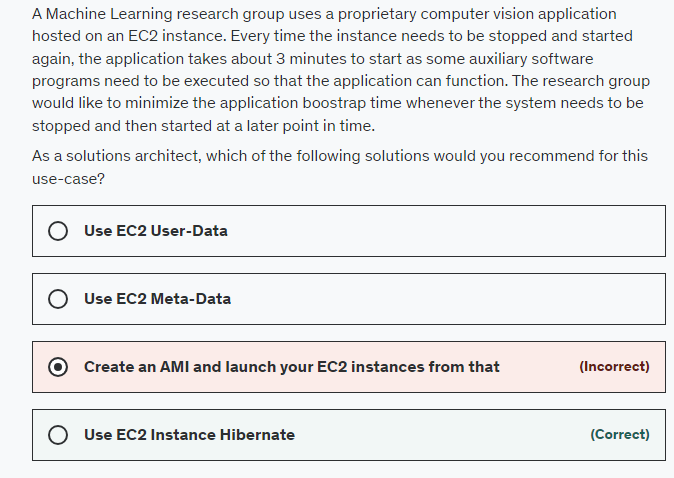 A Machine Learning research group uses a proprietary computer vision application
hosted on an EC2 instance. Every time the instance needs to be stopped and started
again, the application takes about 3 minutes to start as some auxiliary software
programs need to be executed so that the application can function. The research group
would like to minimize the application boostrap time whenever the system needs to be
stopped and then started at a later point in time.
As a solutions architect, which of the following solutions would you recommend for this
use-case?
Use EC2 User-Data
Use EC2 Meta-Data
Create an AMI and launch your EC2 instances from that (Incorrect)
Use EC2 Instance Hibernate (Correct)